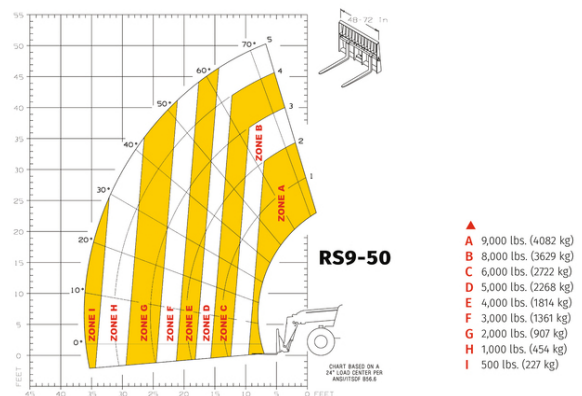 48-72 In
55
50
45
40
35
30
25
20
15
10
5
0
5
FEET
70°
60°
50°
40°
30°
20°
10°
0°
5
4
3
2
1
ZONE I
ZONE H
ZONE G
ZONE F
ZONE E
ZONE D
ZONE C
ZONE B
ZONE A
RS9-50
A 9,000 lbs. (4082 kg)
B 8,000 lbs. (3629 kg)
C 6,000 lbs. (2722 kg)
D 5,000 lbs. (2268 kg)
E 4,000 lbs. (1814 kg)
F 3,000 lbs. (1361 kg)
G 2,000 lbs. (907 kg)
H 1,000 lbs. (454 kg)
I 500 lbs. (227 kg)
CHART BASED ON A
24" LOAD CENTER PER
ANSI/ITSDF B56.6
45 40 35 30 25 20 15 10 5 0 FEET